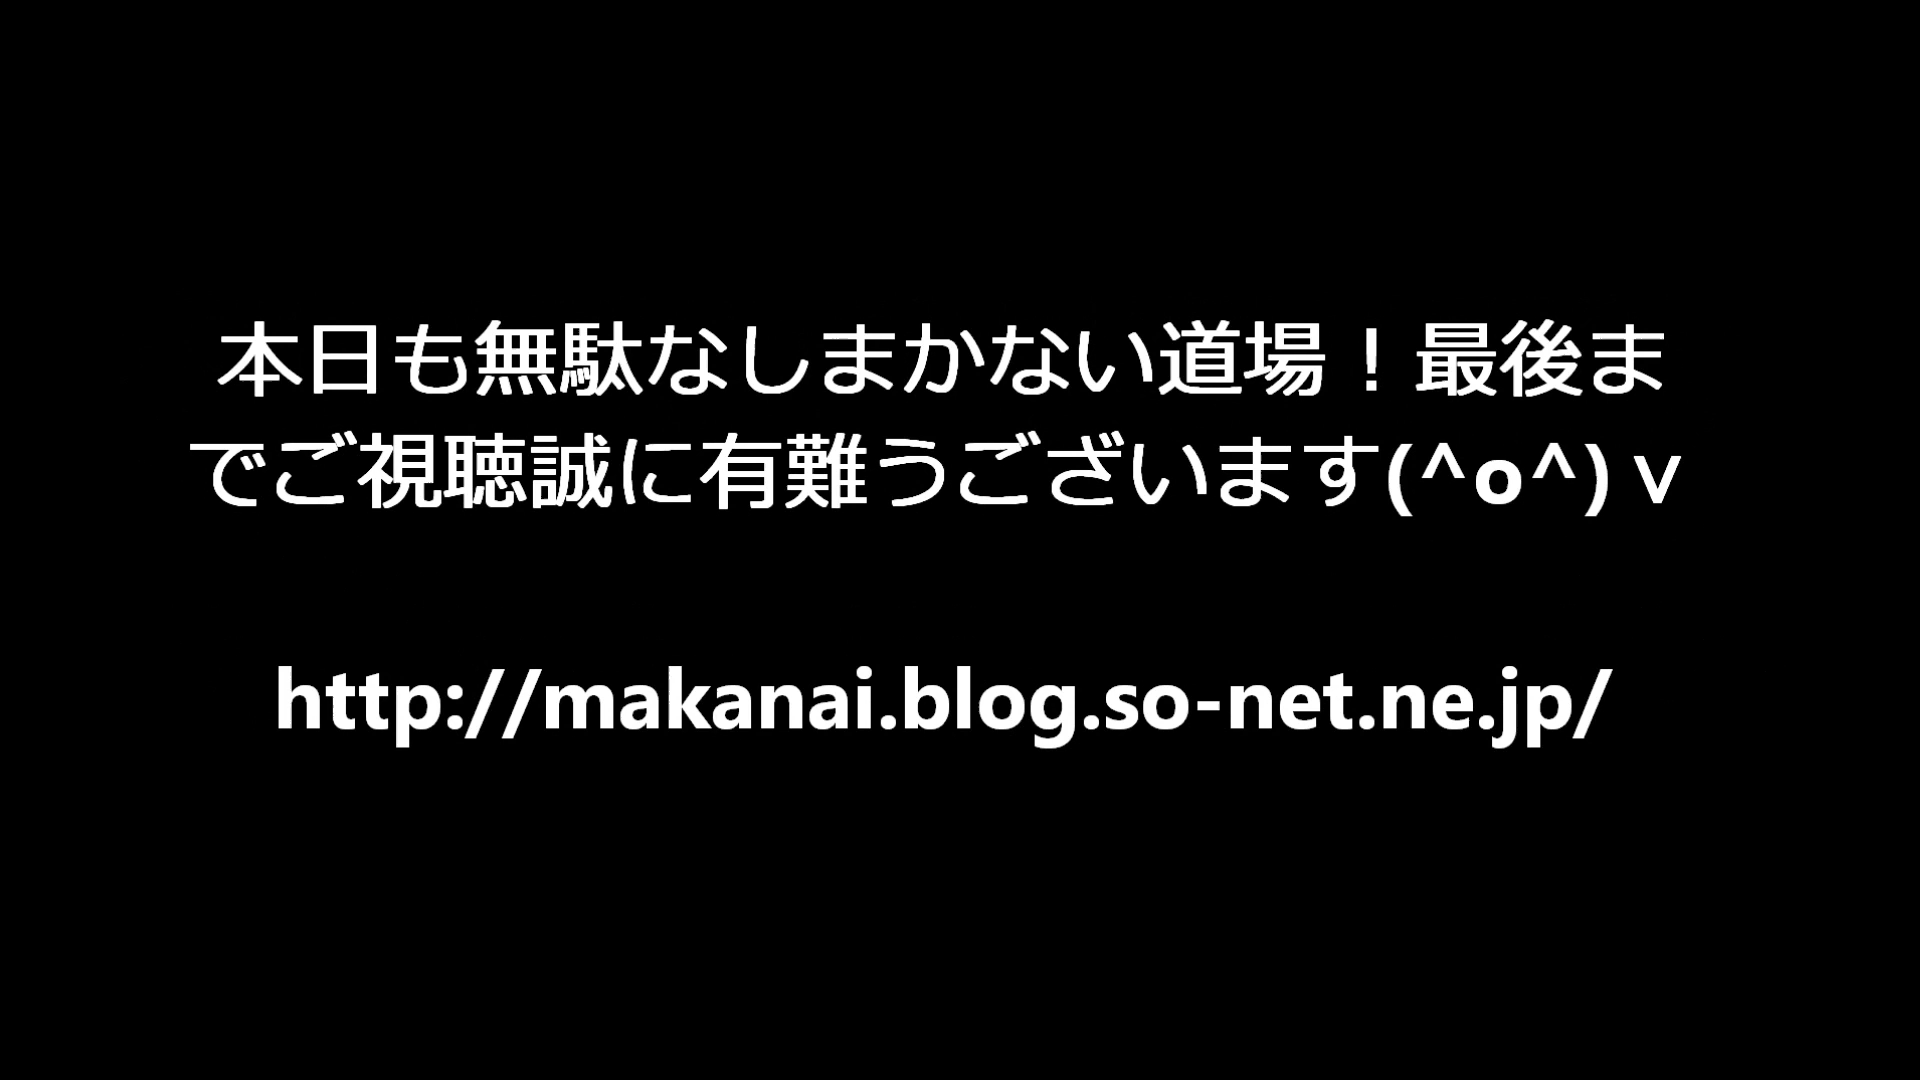 本日も無駄なしまかない道場！最後ま
でご視聴誠に有難うございます(^o^)ｖ
http://makanai.blog.so-net.ne.jp/